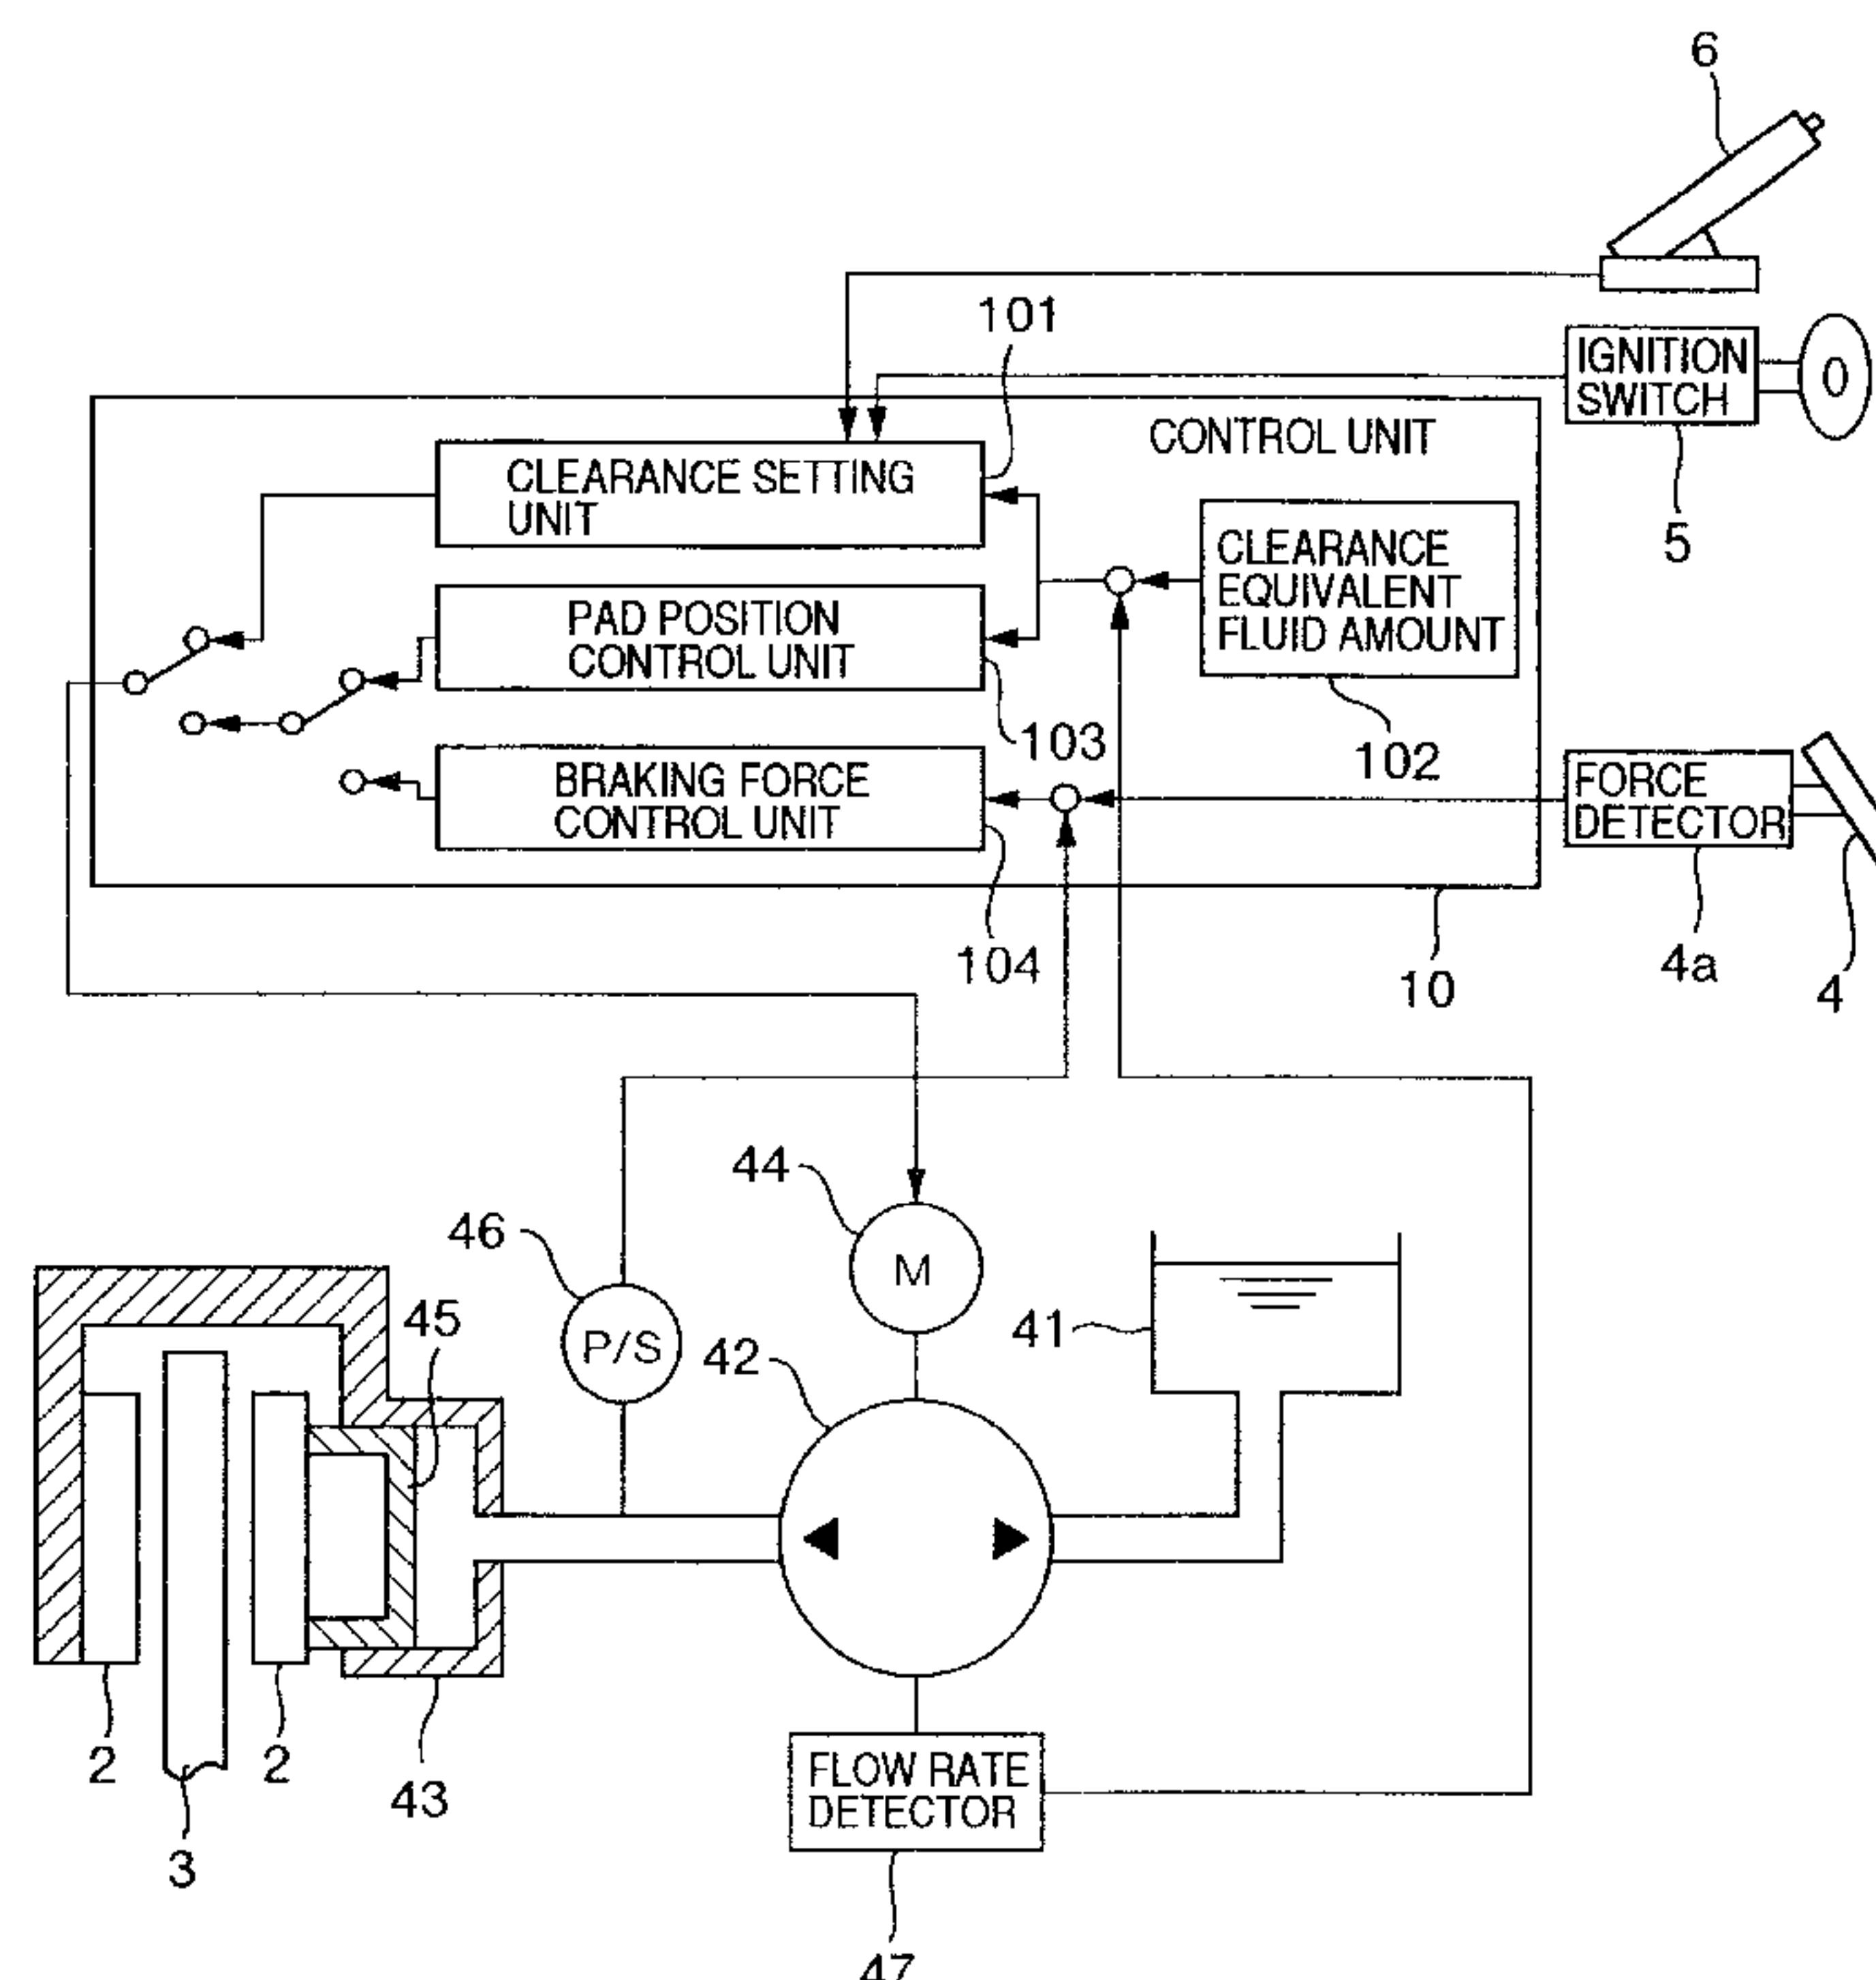 6
101
IGNITION
SWITCH
0
CONTROL UNIT
CLEARANCE SETTING
UNIT
5
CLEARANCE
EQUIVALENT
FLUID AMOUNT
PAD POSITION
CONTROL UNIT
103
102
BRAKING FORCE
CONTROL UNIT
FORCE
DETECTOR
104
10
4a
4
44
46
M
45
41
P/S
42
2
2
43
FLOW RATE
DETECTOR
3
47